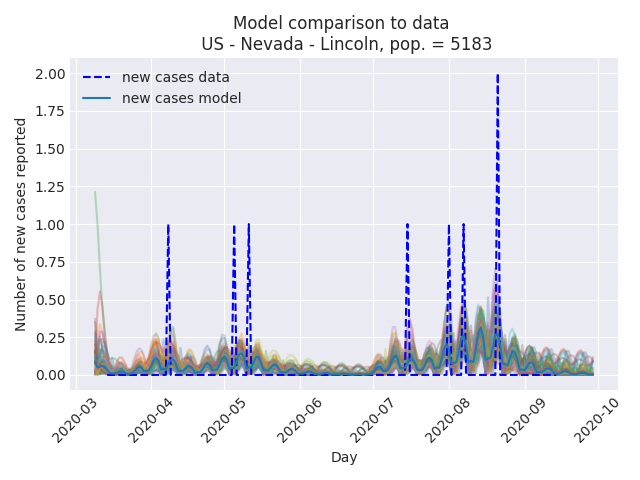 Model comparison to data
US - Nevada - Lincoln, pop. = 5183
new cases data
new cases model
Number of new cases reported
2.00
1.75
1.50
1.25
1.00
0.75
0.50
0.25
0.00
2020-03
2020-04
2020-05
2020-06
2020-07
2020-08
2020-09
2020-10
Day